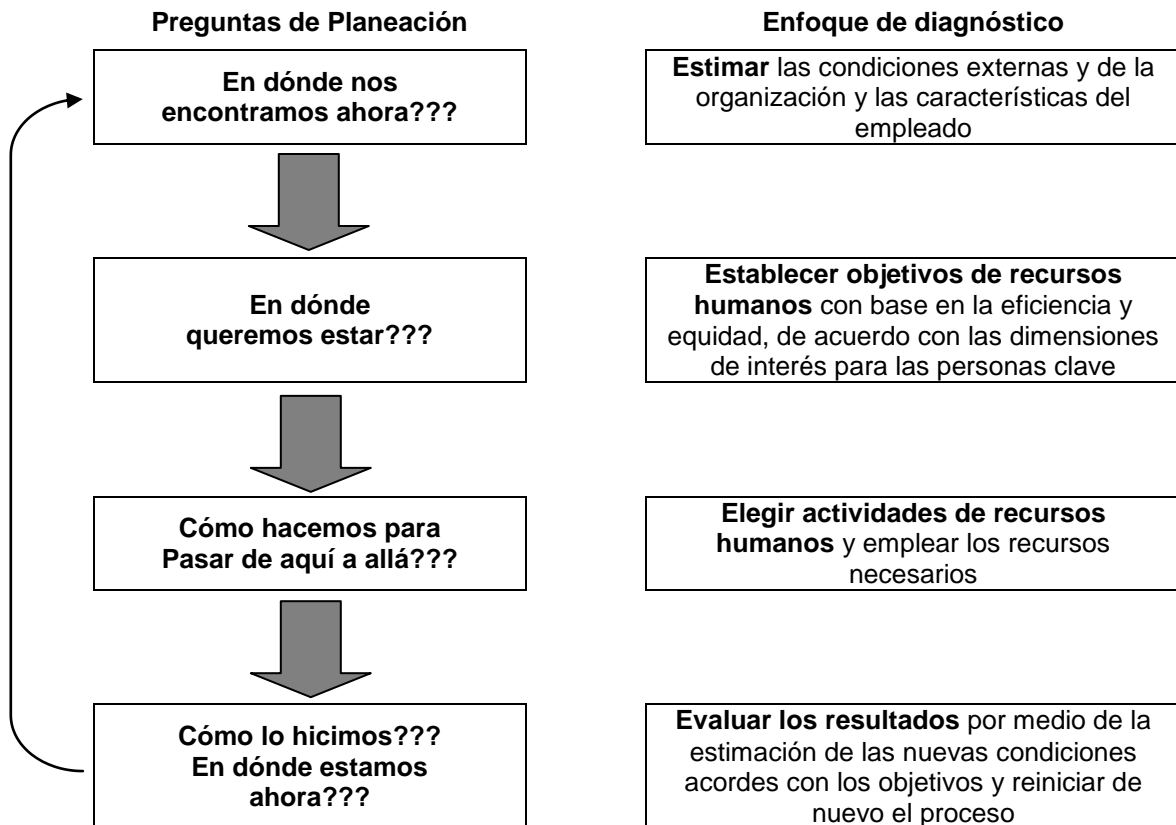 Preguntas de Planeación
Enfoque de diagnóstico
En dónde nos
encontramos ahora???
Estimar las condiciones externas y de la
organización y las características del
empleado
En dónde
queremos estar???
Establecer objetivos de recursos
humanos con base en la eficiencia y
equidad, de acuerdo con las dimensiones
de interés para las personas clave
Cómo hacemos para
Pasar de aquí a allá???
Elegir actividades de recursos
humanos y emplear los recursos
necesarios
Cómo lo hicimos???
En dónde estamos
ahora???
Evaluar los resultados por medio de la
estimación de las nuevas condiciones
acordes con los objetivos y reiniciar de
nuevo el proceso